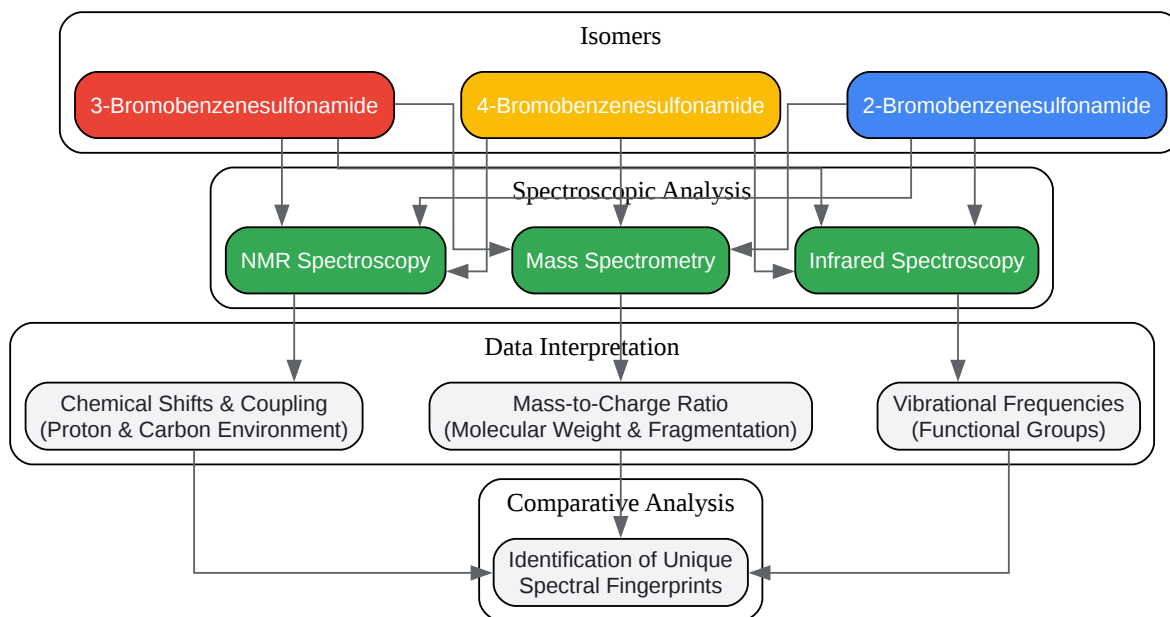 Isomers
3-Bromobenzenesulfonamide
4-Bromobenzenesulfonamide
2-Bromobenzenesulfonamide
Spectroscopic Analysis
NMR Spectroscopy
Mass Spectrometry
Infrared Spectroscopy
Data Interpretation
Chemical Shifts & Coupling
(Proton & Carbon Environment)
Mass-to-Charge Ratio
(Molecular Weight & Fragmentation)
Vibrational Frequencies
(Functional Groups)
Comparative Analysis
Identification of Unique
Spectral Fingerprints